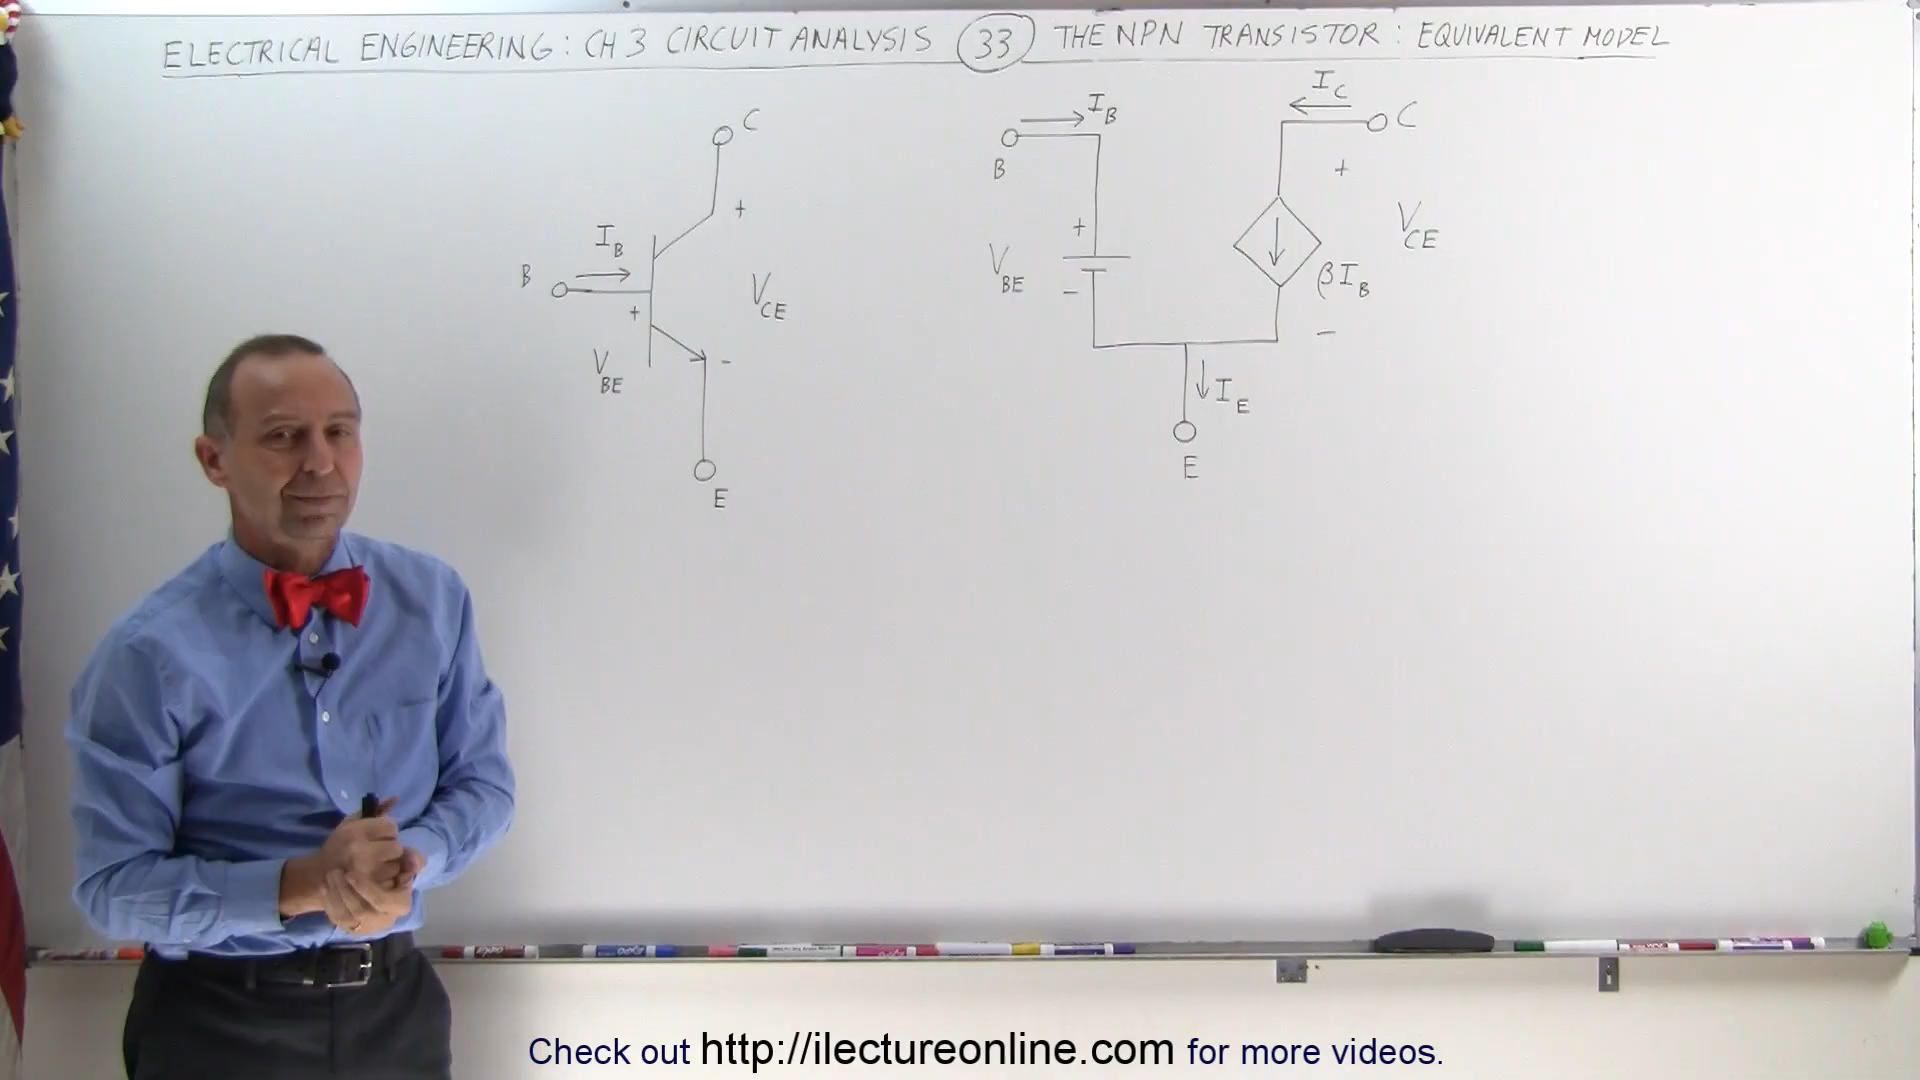 ELECTRICAL ENGINEERING: CH 3 CIRCUIT ANALYSIS 33 THE NPN TRANSISTOR: EQUIVALENT MODEL
C
+
I_B
B
+
V_CE
V_BE
-
E
I_B
B
+
V_BE
-
I_C
C
+
V_CE
βI_B
-
I_E
E
Check out http://ilectureonline.com for more videos.